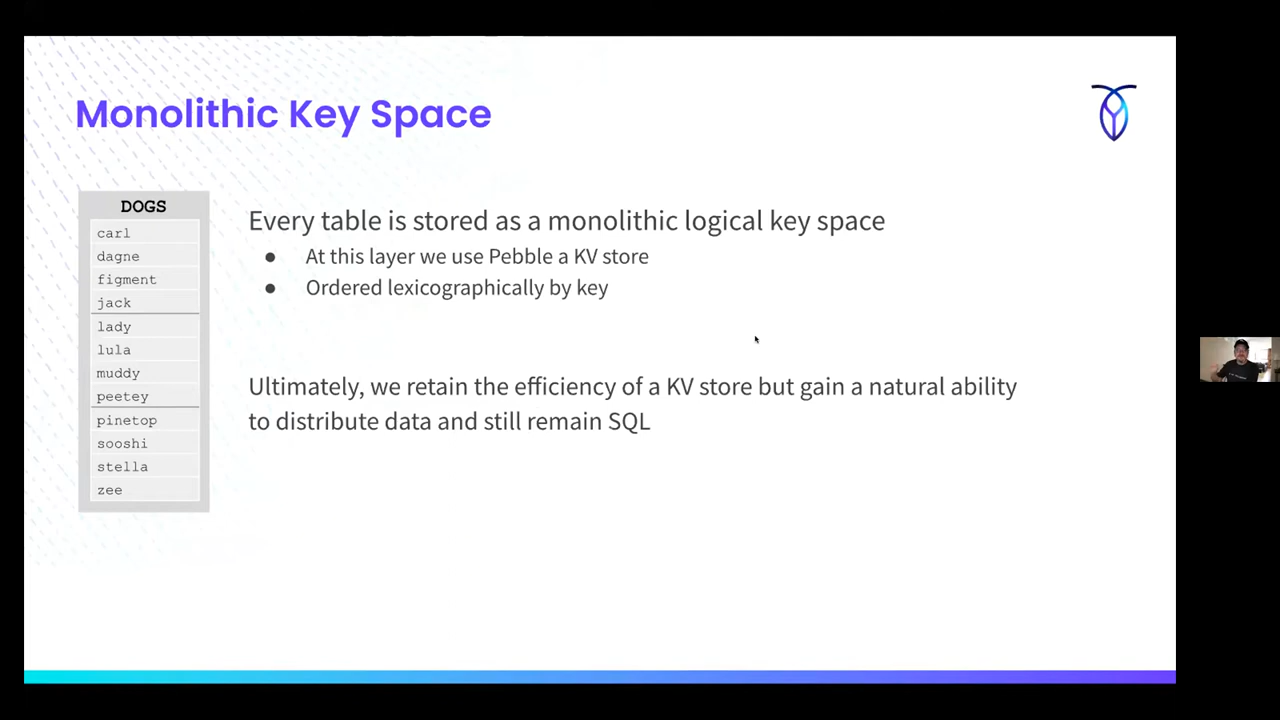 Monolithic Key Space
DOGS
carl
dagne
figment
jack
lady
lula
muddy
peetey
pinetop
sooshi
stella
zee
Every table is stored as a monolithic logical key space
● At this layer we use Pebble a KV store
● Ordered lexicographically by key
Ultimately, we retain the efficiency of a KV store but gain a natural ability
to distribute data and still remain SQL